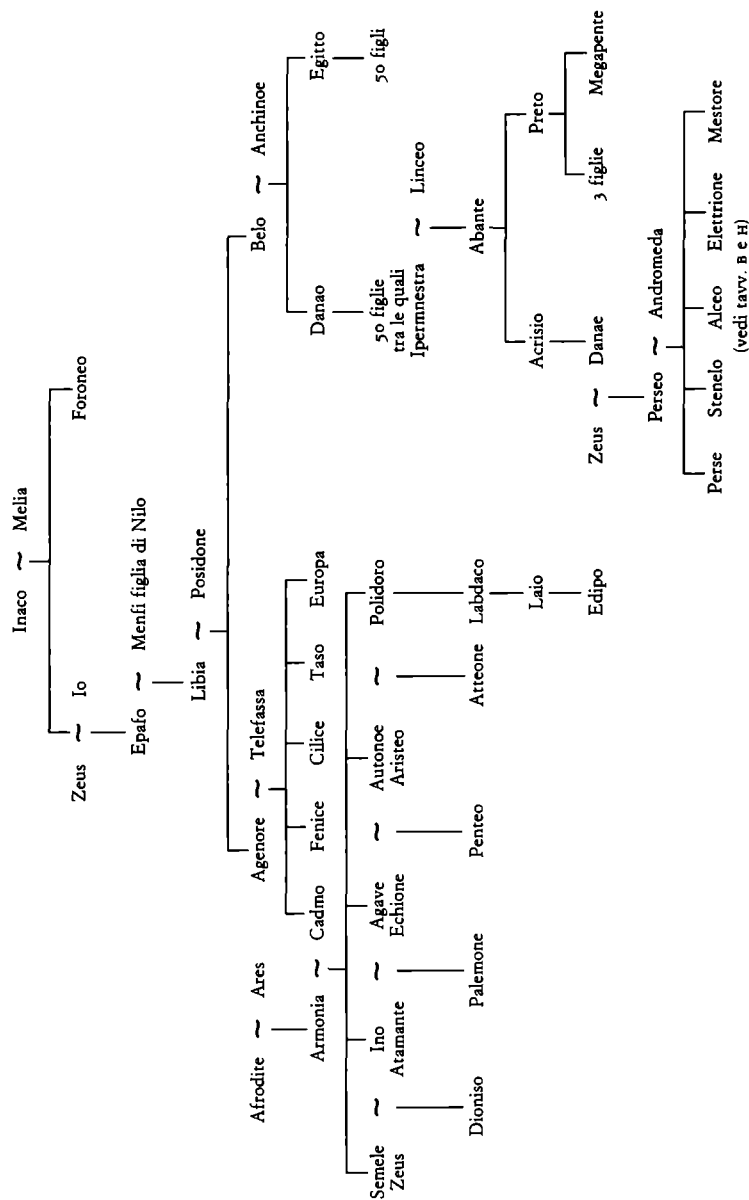 Inaco ~ Melia
Zeus ~ Io Foroneo
Epafo ~ Menfi figlia di Nilo
Libia ~ Posidone
Agenore ~ Telefassa Belo ~ Anchinoe
Afrodite ~ Ares Cadmo Fenice Cilice Taso Europa Danao Egitto
Armonia ~
50 figlie
tra le quali
Ipermnestra ~ Linceo
50 figli
Semele
Zeus ~
Ino
Atamante ~
Agave
Echione ~
Autonoe
Aristeo ~
Polidoro
Abante
Dioniso Palemone Penteo Atteone Labdaco
Laio
Edipo
Acrisio Preto
Zeus ~ Danae 3 figlie Megapente
Perseo ~ Andromeda
Perse Stenelo Alceo Elettrione Mestore
(vedi tavv. B e H)